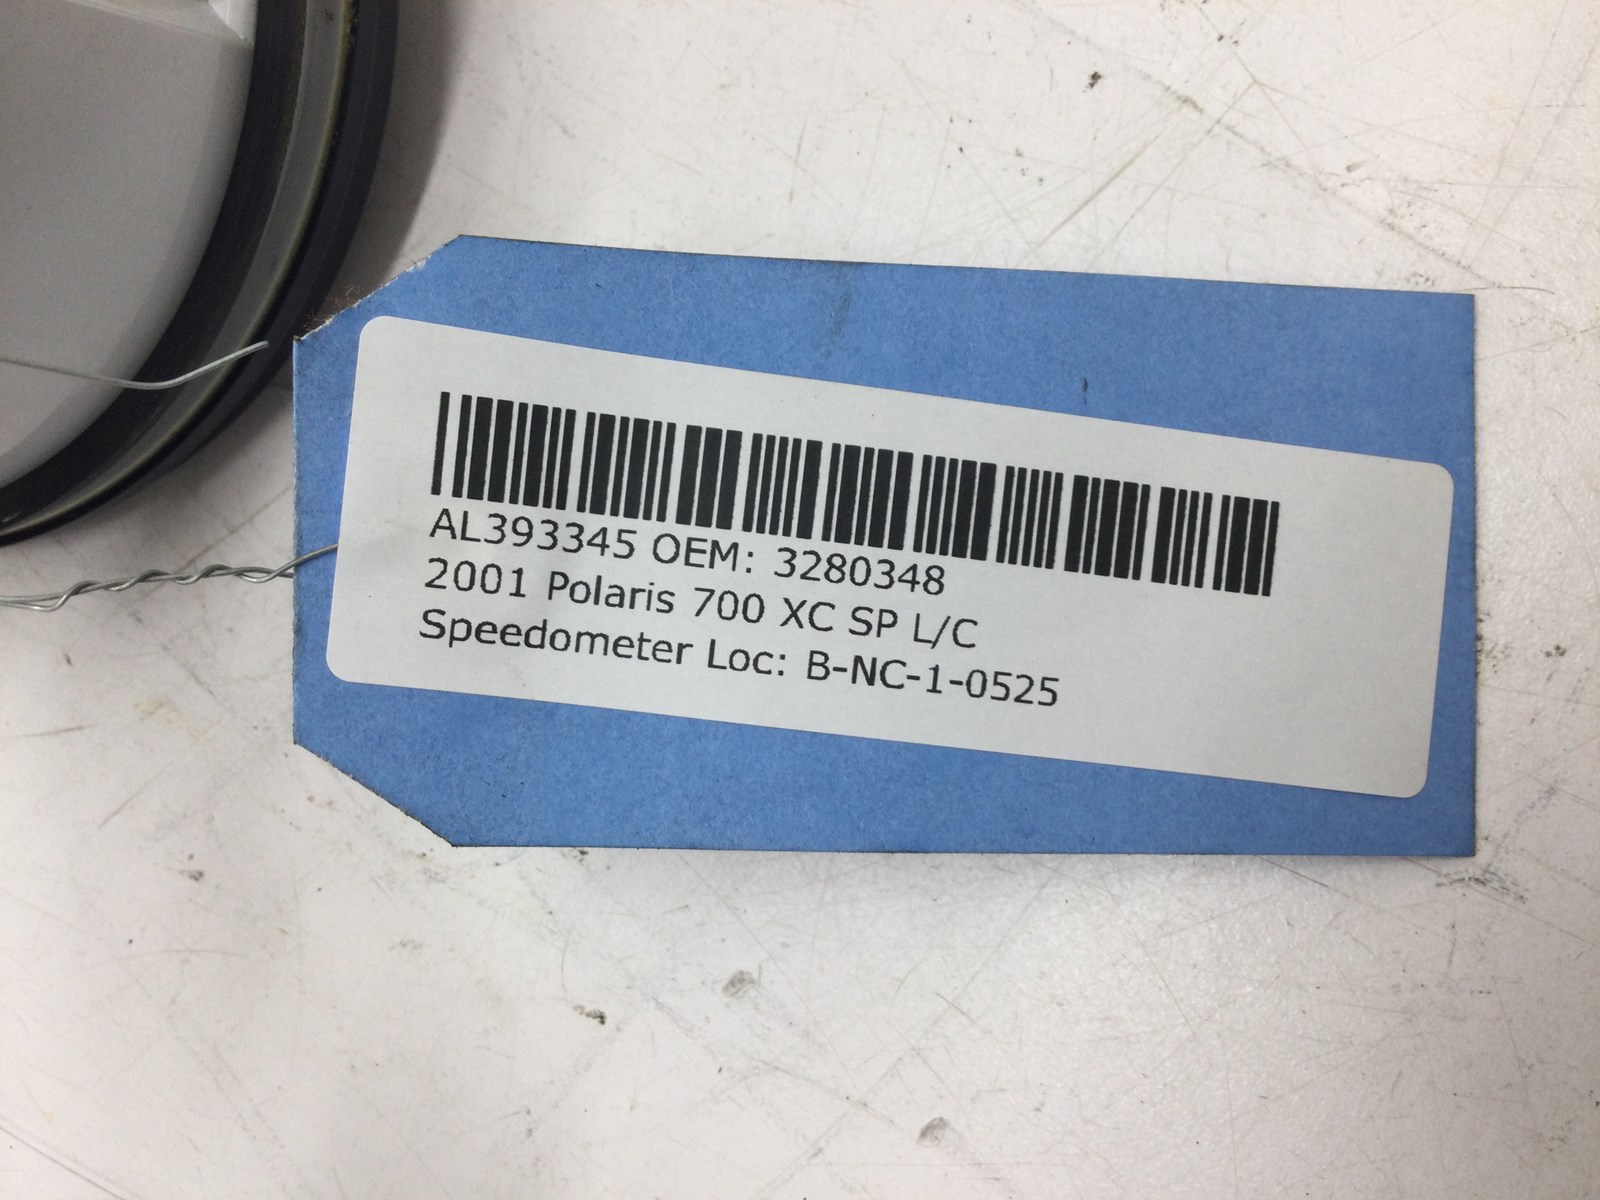 AL393345 OEM: 3280348
2001 Polaris 700 XC SP L/C
Speedometer Loc: B-NC-1-0525